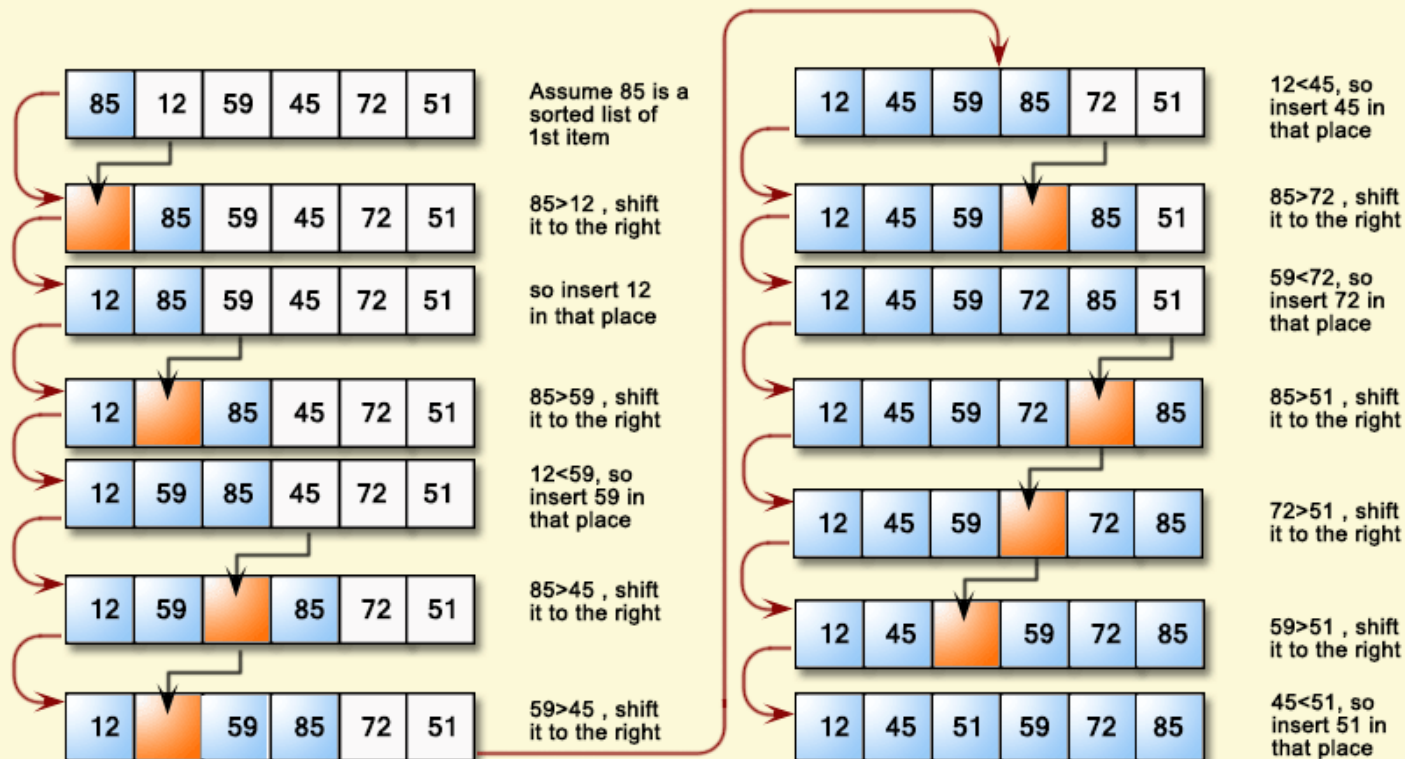 85 12 59 45 72 51
Assume 85 is a
sorted list of
1st item
85 59 45 72 51
85>12 , shift
it to the right
12 85 59 45 72 51
so insert 12
in that place
12 85 45 72 51
85>59 , shift
it to the right
12 59 85 45 72 51
12<59, so
insert 59 in
that place
12 59 85 72 51
85>45 , shift
it to the right
12 59 85 72 51
59>45 , shift
it to the right
12 45 59 85 72 51
12<45, so
insert 45 in
that place
12 45 59 85 51
85>72 , shift
it to the right
12 45 59 72 85 51
59<72, so
insert 72 in
that place
12 45 59 72 85
85>51 , shift
it to the right
12 45 59 72 85
72>51 , shift
it to the right
12 45 59 72 85
59>51 , shift
it to the right
12 45 51 59 72 85
45<51, so
insert 51 in
that place